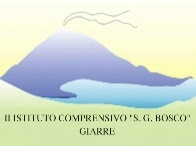 II ISTITUTO COMPRENSIVO "S. G. BOSCO"
GIARRE